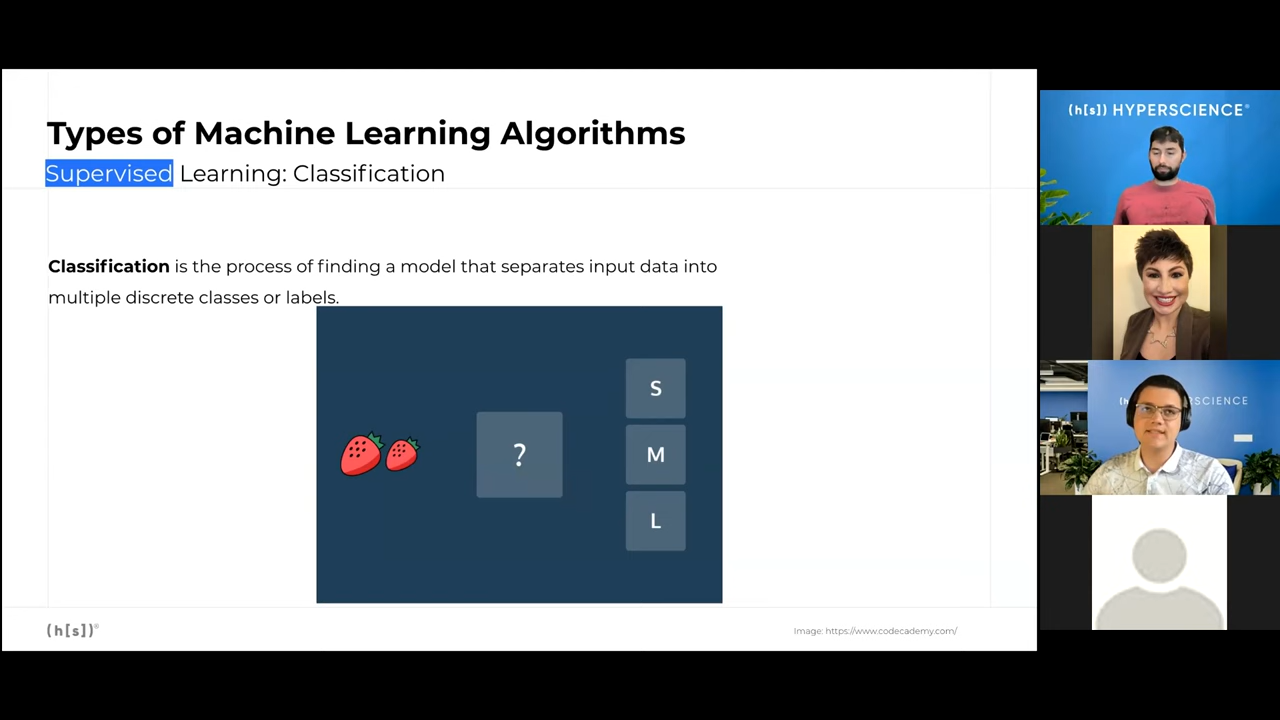 Types of Machine Learning Algorithms
Supervised Learning: Classification
Classification is the process of finding a model that separates input data into
multiple discrete classes or labels.
?
S
M
L
(h[s])®
Image: https://www.codecademy.com/
(h[s]) HYPERSCIENCE®
SCIENCE